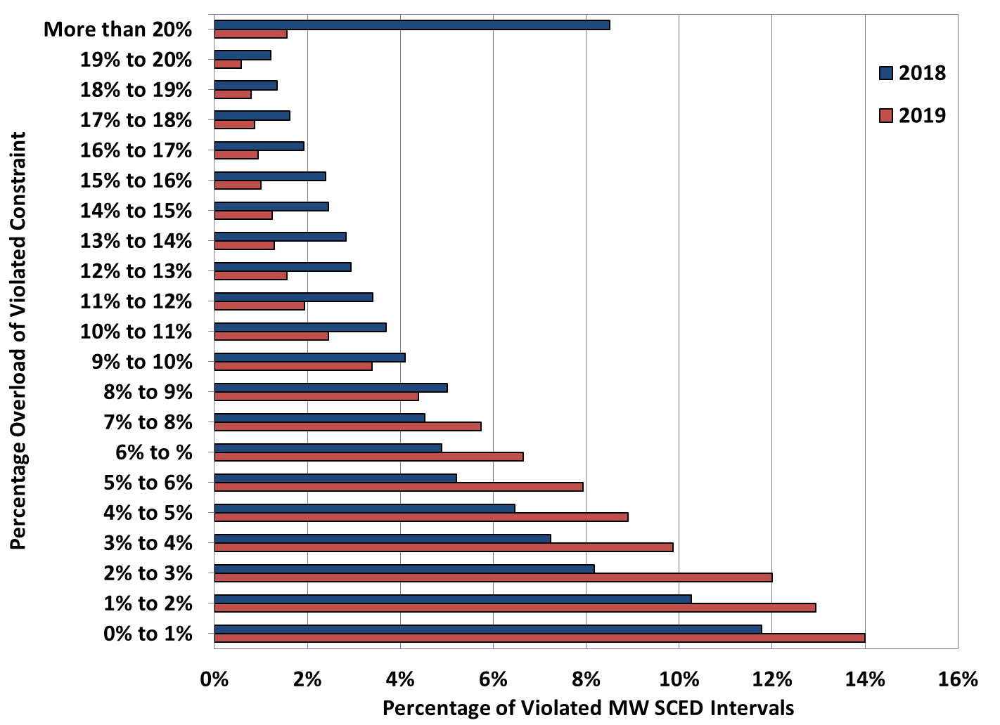 More than 20%
19% to 20%
18% to 19%
17% to 18%
16% to 17%
15% to 16%
14% to 15%
13% to 14%
12% to 13%
11% to 12%
10% to 11%
9% to 10%
8% to 9%
7% to 8%
6% to %
5% to 6%
4% to 5%
3% to 4%
2% to 3%
1% to 2%
0% to 1%
Percentage Overload of Violated Constraint
2018
2019
0% 2% 4% 6% 8% 10% 12% 14% 16%
Percentage of Violated MW SCED Intervals